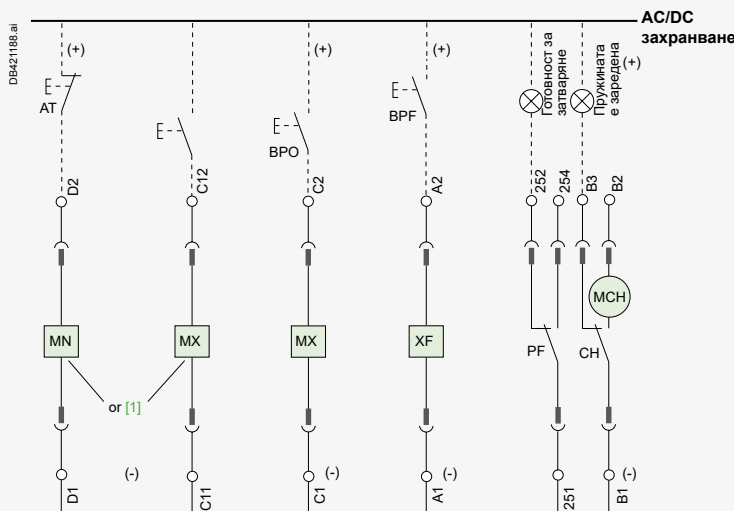 AC/DC
захранване
DB421188.ai
(+)
(+)
(+)
(+)
Готовност за
затваряне
Пружината
е заредена
AT
BPO
BPF
D2
C12
C2
A2
252
254
B3
B2
MCH
MN
MX
MX
XF
PF
CH
or [1]
(-)
(-)
(-)
(-)
D1
C11
C1
A1
251
B1